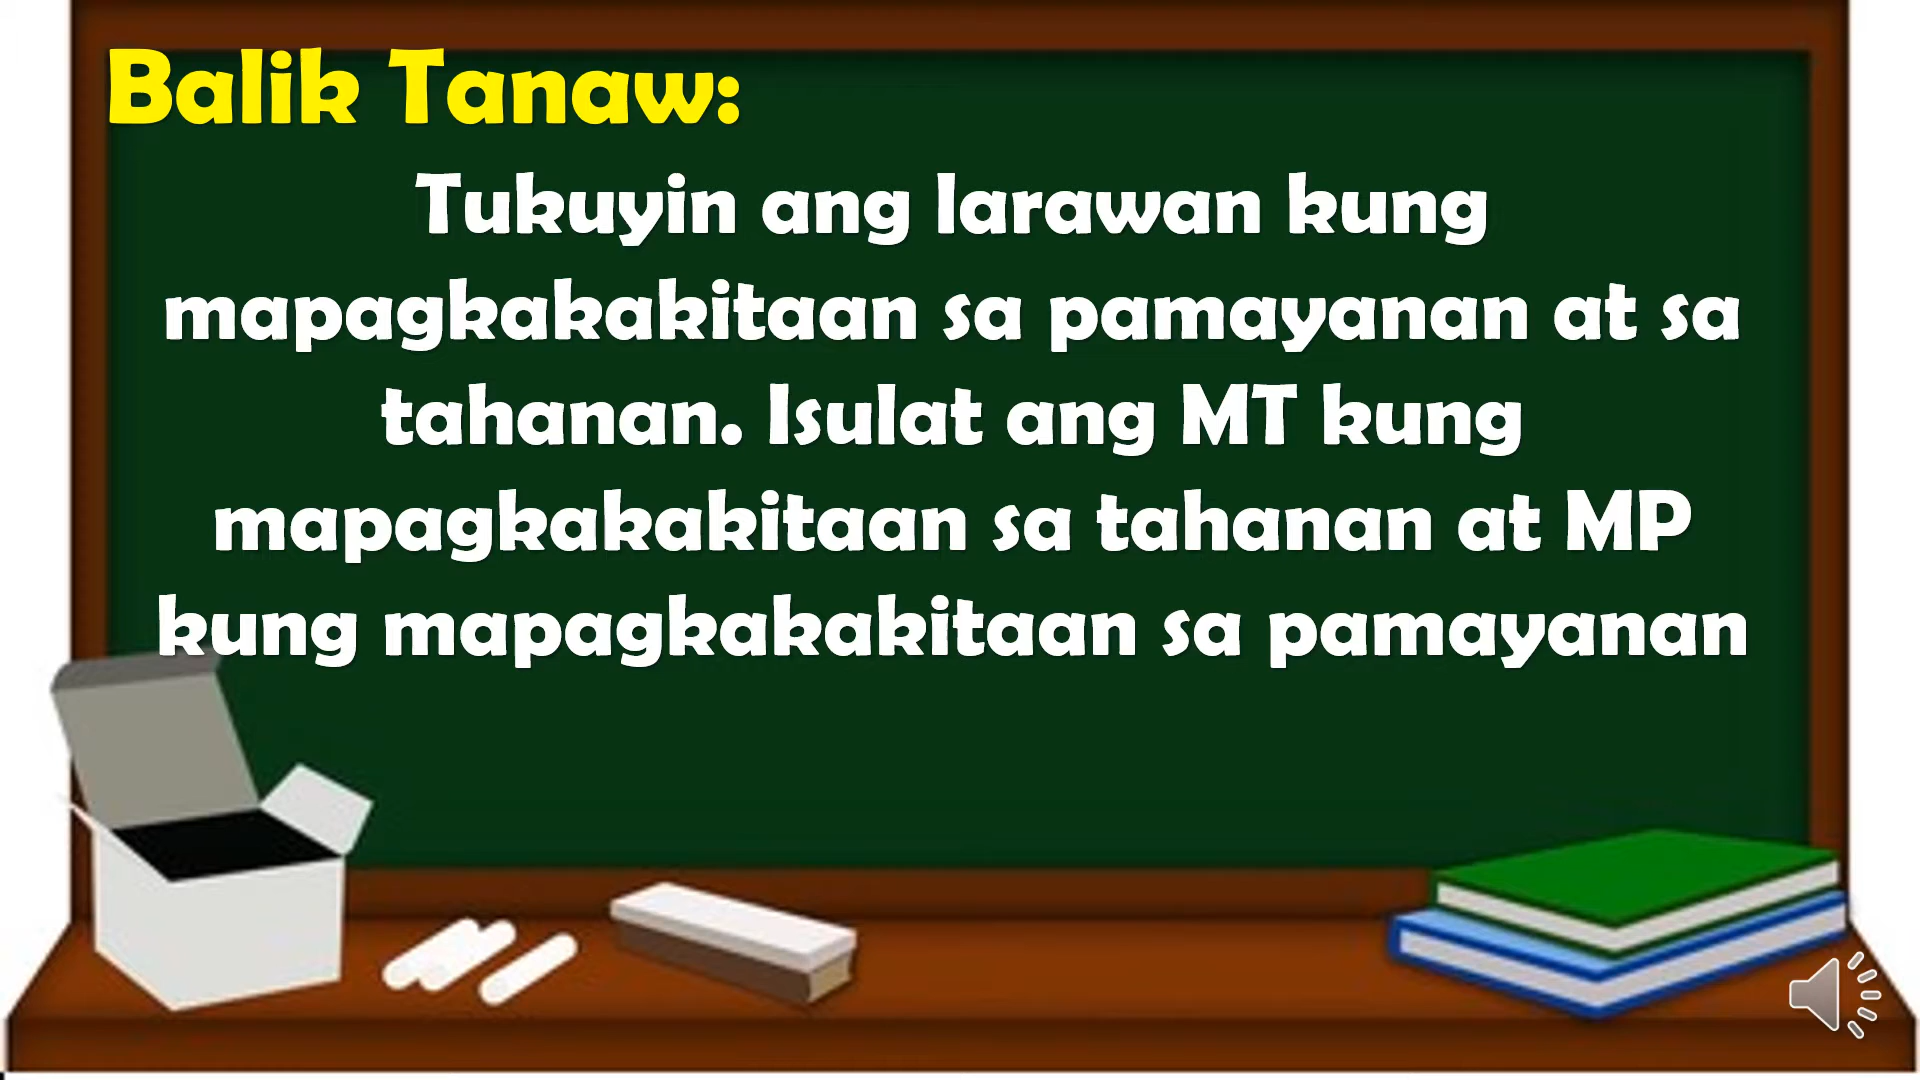 Balik Tanaw:
Tukuyin ang larawan kung
mapagkakakitaan sa pamayanan at sa
tahanan. Isulat ang MT kung
mapagkakakitaan sa tahanan at MP
kung mapagkakakitaan sa pamayanan